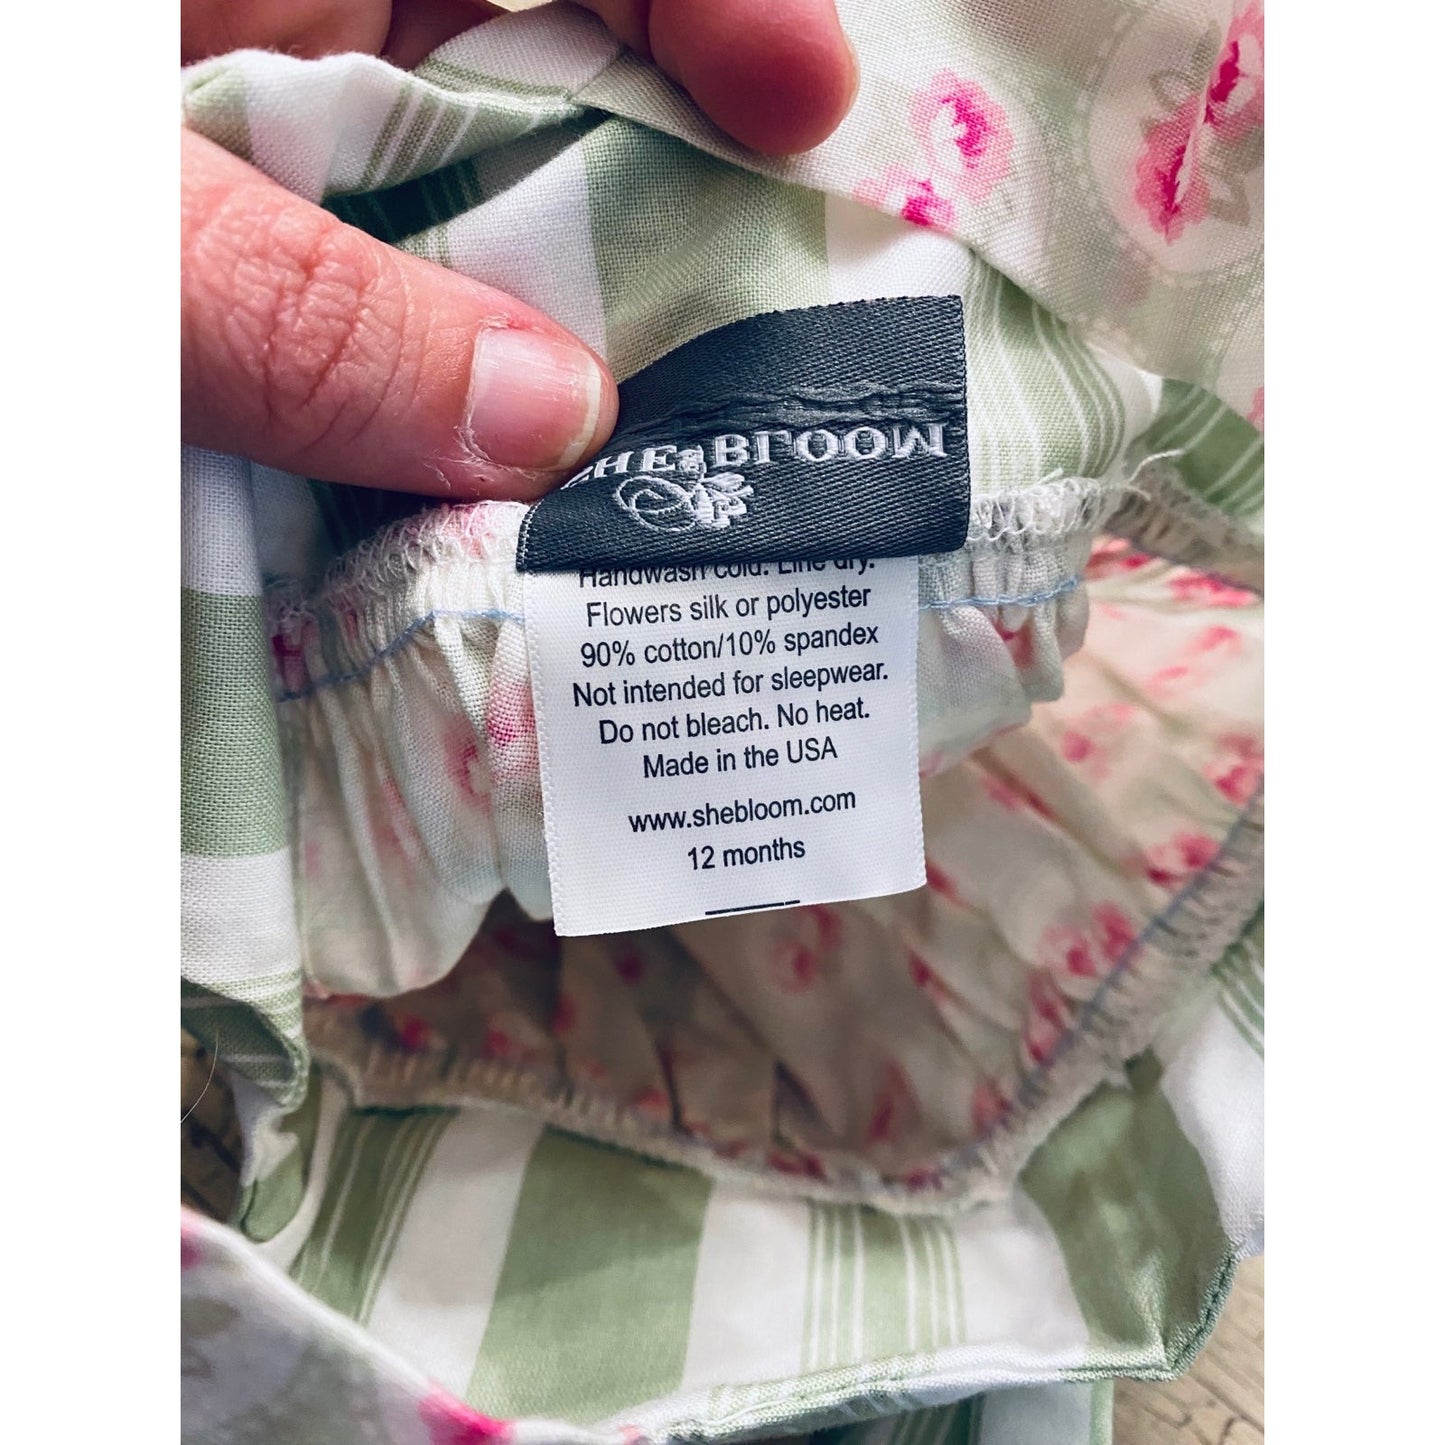 SHE BLOOM
Handwash cold. Line dry.
Flowers silk or polyester
90% cotton/10% spandex
Not intended for sleepwear.
Do not bleach. No heat.
Made in the USA
www.shebloom.com
12 months